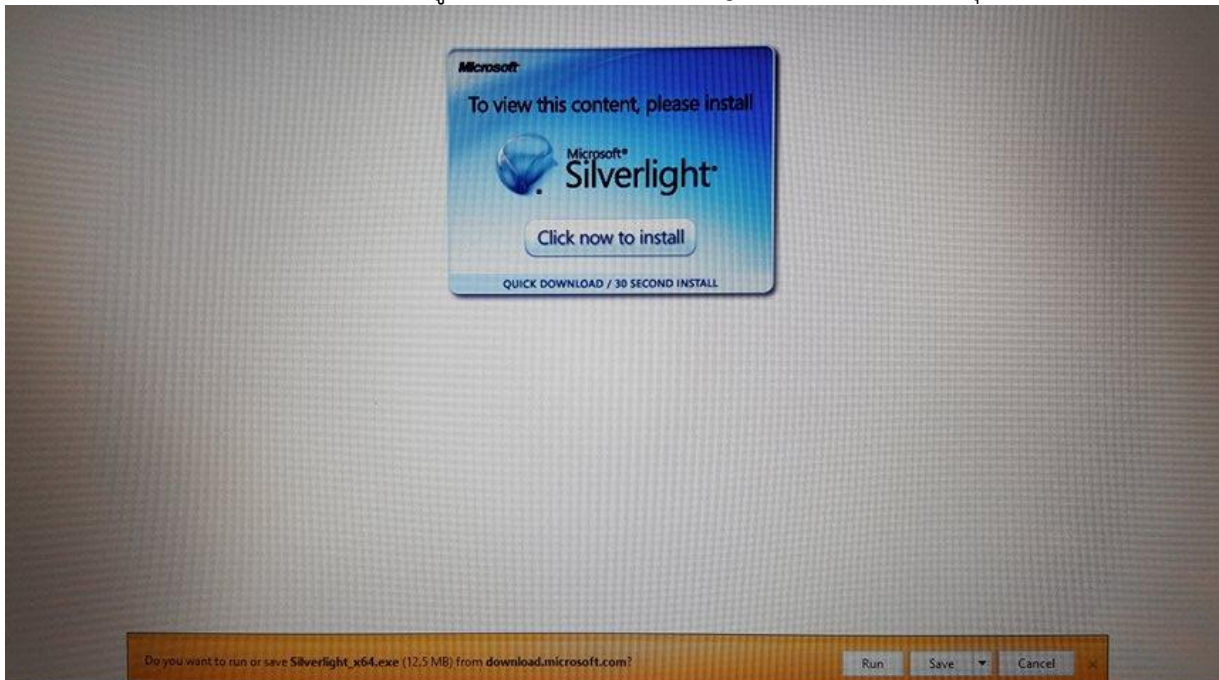 Microsoft
To view this content, please install
Microsoft®
Silverlight®
Click now to install
QUICK DOWNLOAD / 30 SECOND INSTALL
Do you want to run or save Silverlight_x64.exe (12.5 MB) from download.microsoft.com?
Run Save Cancel